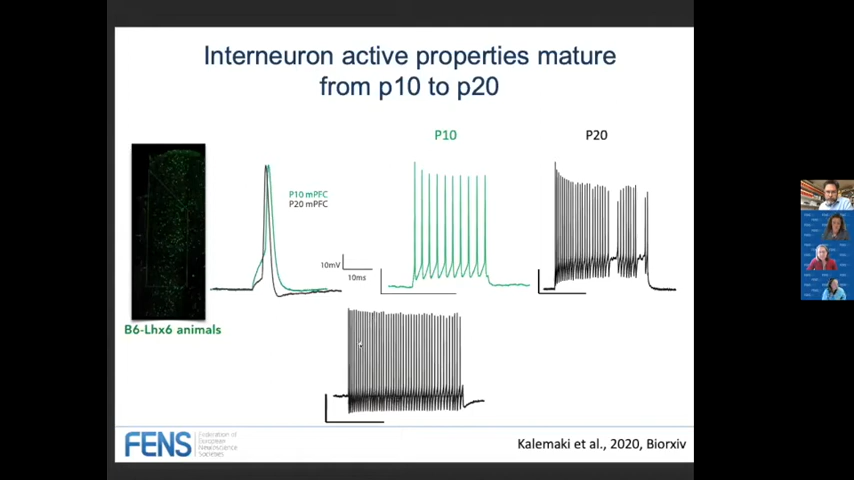 Interneuron active properties mature
from p10 to p20
P10
P20
P10 mPFC
P20 mPFC
10mV
10ms
B6-Lhx6 animals
FENS
Federation of
European
Neuroscience
Societies
Kalemaki et al., 2020, Biorxiv